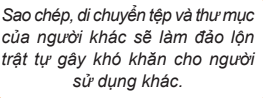 Sao chép, di chuyển tệp và thư mục
của người khác sẽ làm đảo lộn
trật tự gây khó khăn cho người
sử dụng khác.